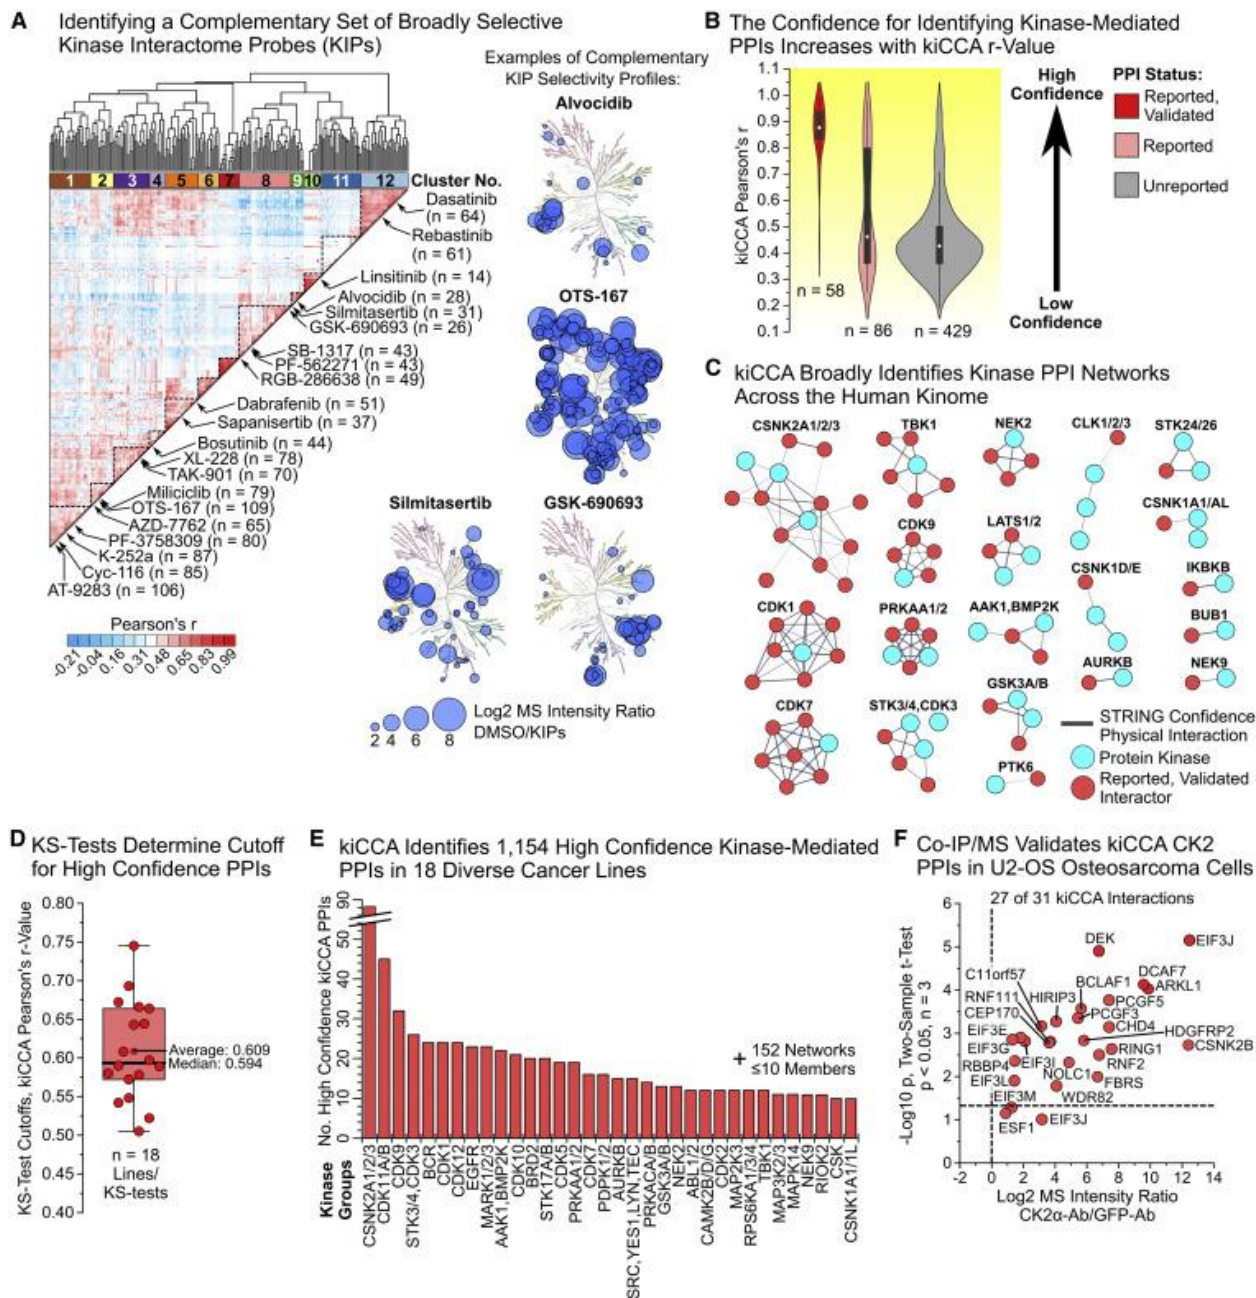 A Identifying a Complementary Set of Broadly Selective
Kinase Interactome Probes (KIPs)
1 2 3 4 5 6 7 8 9 10 11 12 Cluster No.
Dasatinib
(n = 64)
Rebastinib
(n = 61)
Linsitinib (n = 14)
Alvocidib (n = 28)
Silmitasertib (n = 31)
GSK-690693 (n = 26)
SB-1317 (n = 43)
PF-562271 (n = 43)
RGB-286638 (n = 49)
Dabrafenib (n = 51)
Sapanisertib (n = 37)
Bosutinib (n = 44)
XL-228 (n = 78)
TAK-901 (n = 70)
Miliciclib (n = 79)
OTS-167 (n = 109)
AZD-7762 (n = 65)
PF-3758309 (n = 80)
K-252a (n = 87)
Cyc-116 (n = 85)
AT-9283 (n = 106)
Pearson's r
-0.21 -0.04 0.16 0.31 0.48 0.65 0.83 0.99
Examples of Complementary
KIP Selectivity Profiles:
Alvocidib
OTS-167
Silmitasertib
GSK-690693
Log2 MS Intensity Ratio
DMSO/KIPs
2 4 6 8
B The Confidence for Identifying Kinase-Mediated
PPIs Increases with kiCCA r-Value
kiCCA Pearson's r
1.1
1.0
0.9
0.8
0.7
0.6
0.5
0.4
0.3
0.2
0.1
n = 58
n = 86
n = 429
High
Confidence
Low
Confidence
PPI Status:
Reported,
Validated
Reported
Unreported
C kiCCA Broadly Identifies Kinase PPI Networks
Across the Human Kinome
CSNK2A1/2/3
TBK1
NEK2
CLK1/2/3
STK24/26
CDK9
LATS1/2
CSNK1A1/AL
CSNK1D/E
IKBKB
CDK1
PRKAA1/2
AAK1,BMP2K
BUB1
AURKB
NEK9
CDK7
STK3/4,CDK3
GSK3A/B
PTK6
STRING Confidence
Physical Interaction
Protein Kinase
Reported, Validated
Interactor
D KS-Tests Determine Cutoff
for High Confidence PPIs
KS-Test Cutoffs, kiCCA Pearson's r-Value
0.80
0.75
0.70
0.65
0.60
0.55
0.50
0.45
0.40
Average: 0.609
Median: 0.594
n = 18
Lines/
KS-tests
E kiCCA Identifies 1,154 High Confidence Kinase-Mediated
PPIs in 18 Diverse Cancer Lines
No. High Confidence kiCCA PPIs
90
50
40
30
20
10
0
+ 152 Networks
≤10 Members
Kinase
Groups
CSNK2A1/2/3
CDK11A/B
CDK9
STK3/4,CDK3
BCR
CDK1
CDK12
EGFR
MARK1/2/3
AAK1,BMP2K
CDK10
BRD2
STK17A/B
CDK5
PRKAA1/2
CDK7
PDPK1/2
AURKB
SRC,YES1,LYN,TEC
PRKACA/B
GSK3A/B
NEK2
ABL1/2
CAMK2B/D/G
CDK2
MAP2K3
RPS6KA1/3/4
TBK1
MAP3K2/3
MAPK14
NEK9
RIOK2
CSK
CSNK1A1/1L
F Co-IP/MS Validates kiCCA CK2
PPIs in U2-OS Osteosarcoma Cells
27 of 31 kiCCA Interactions
-Log10 p, Two-Sample t-Test
p < 0.05, n = 3
6
5
4
3
2
1
0
DEK
EIF3J
C11orf57
DCAF7
BCLAF1
ARKL1
RNF111
HIRIP3
PCGF5
CEP170
PCGF3
CHD4
EIF3E
HDGFRP2
EIF3G
RING1
CSNK2B
RBBP4
EIF3I
RNF2
NOLC1
EIF3L
FBRS
EIF3M
WDR82
ESF1
EIF3J
-2 0 2 4 6 8 10 12 14
Log2 MS Intensity Ratio
CK2α-Ab/GFP-Ab